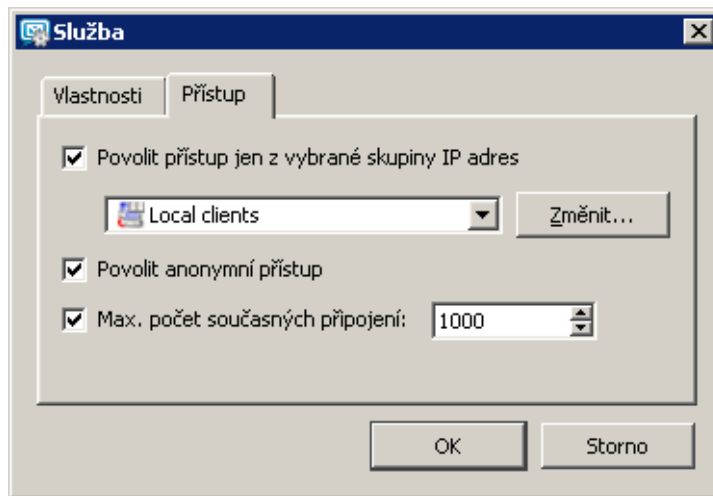 Služba
Vlastnosti Přístup
Povolit přístup jen z vybrané skupiny IP adres
Local clients Změnit...
Povolit anonymní přístup
Max. počet současných připojení: 1000
OK Storno